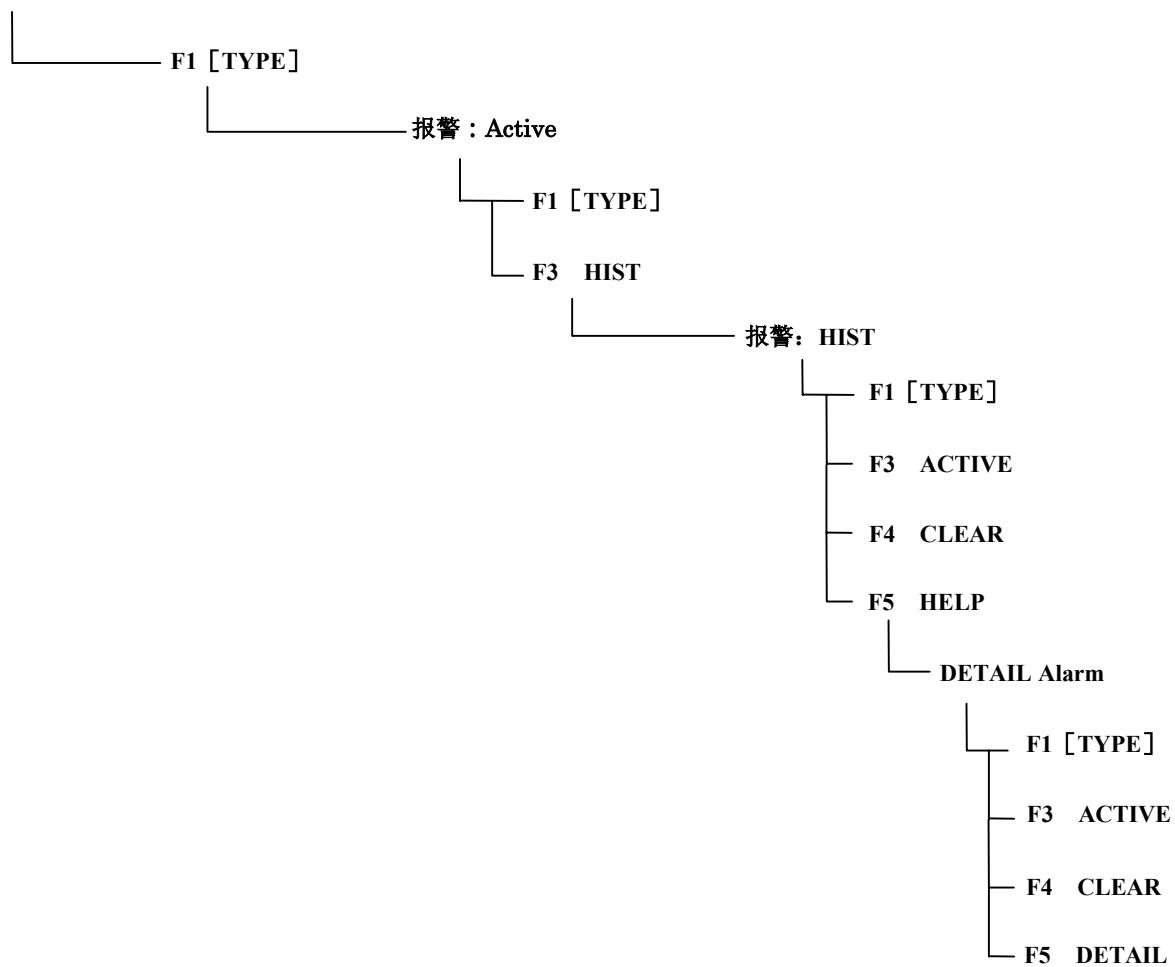 F1［TYPE］
报警：Active
F1［TYPE］
F3 HIST
报警：HIST
F1［TYPE］
F3 ACTIVE
F4 CLEAR
F5 HELP
DETAIL Alarm
F1［TYPE］
F3 ACTIVE
F4 CLEAR
F5 DETAIL